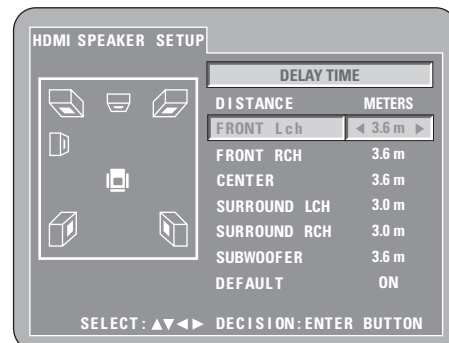 HDMI SPEAKER SETUP
DELAY TIME
DISTANCE METERS
FRONT Lch ◀ 3.6 m ▶
FRONT RCH 3.6 m
CENTER 3.6 m
SURROUND LCH 3.0 m
SURROUND RCH 3.0 m
SUBWOOFER 3.6 m
DEFAULT ON
SELECT: ▲▼◀▶ DECISION: ENTER BUTTON